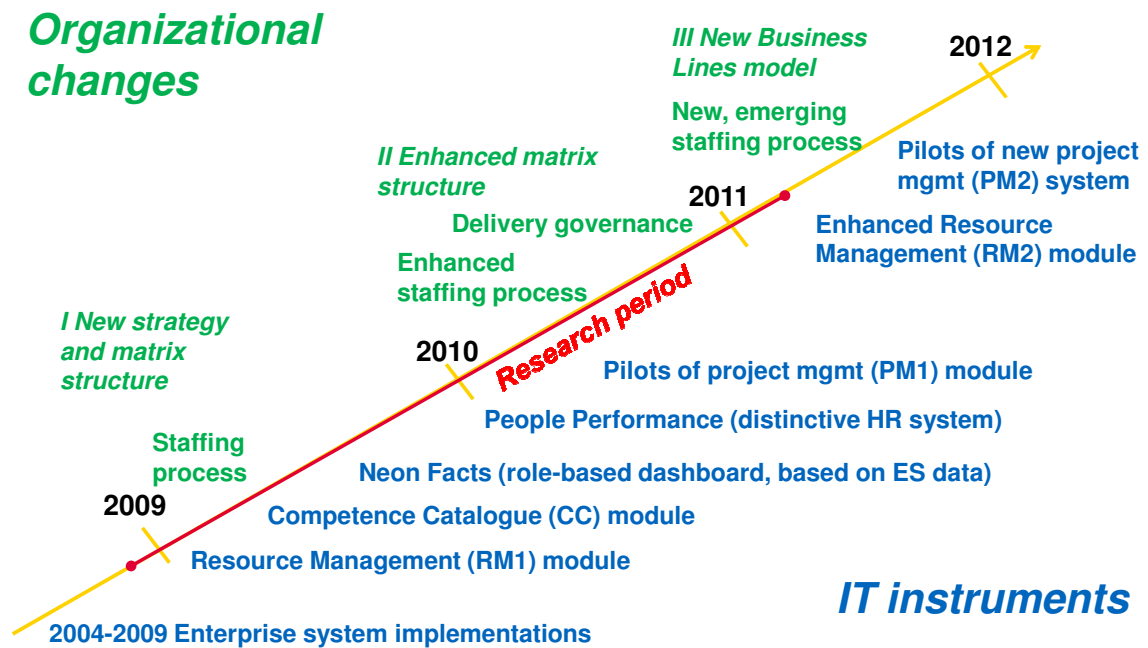 Organizational
changes
III New Business
Lines model
2012
New, emerging
staffing process
Pilots of new project
mgmt (PM2) system
II Enhanced matrix
structure
2011
Delivery governance
Enhanced Resource
Management (RM2) module
Enhanced
staffing process
Research period
I New strategy
and matrix
structure
2010
Pilots of project mgmt (PM1) module
People Performance (distinctive HR system)
Staffing
process
Neon Facts (role-based dashboard, based on ES data)
2009
Competence Catalogue (CC) module
Resource Management (RM1) module
IT instruments
2004-2009 Enterprise system implementations